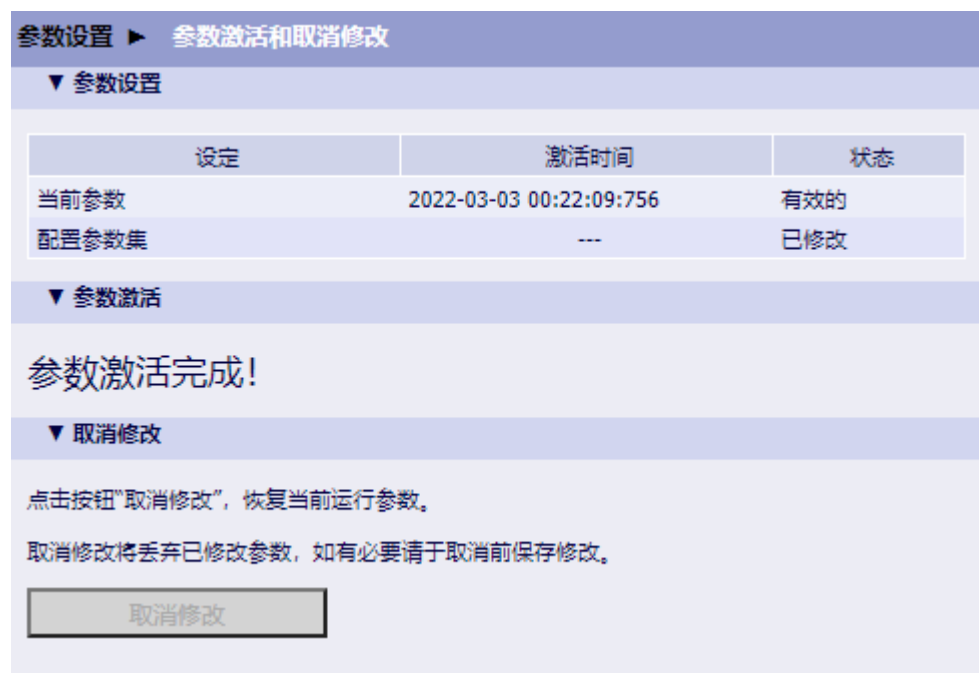 参数设置 ▶ 参数激活和取消修改
▼ 参数设置
设定 激活时间 状态
当前参数 2022-03-03 00:22:09:756 有效的
配置参数集 --- 已修改
▼ 参数激活
参数激活完成!
▼ 取消修改
点击按钮“取消修改”，恢复当前运行参数。
取消修改将丢弃已修改参数，如有必要请于取消前保存修改。
取消修改